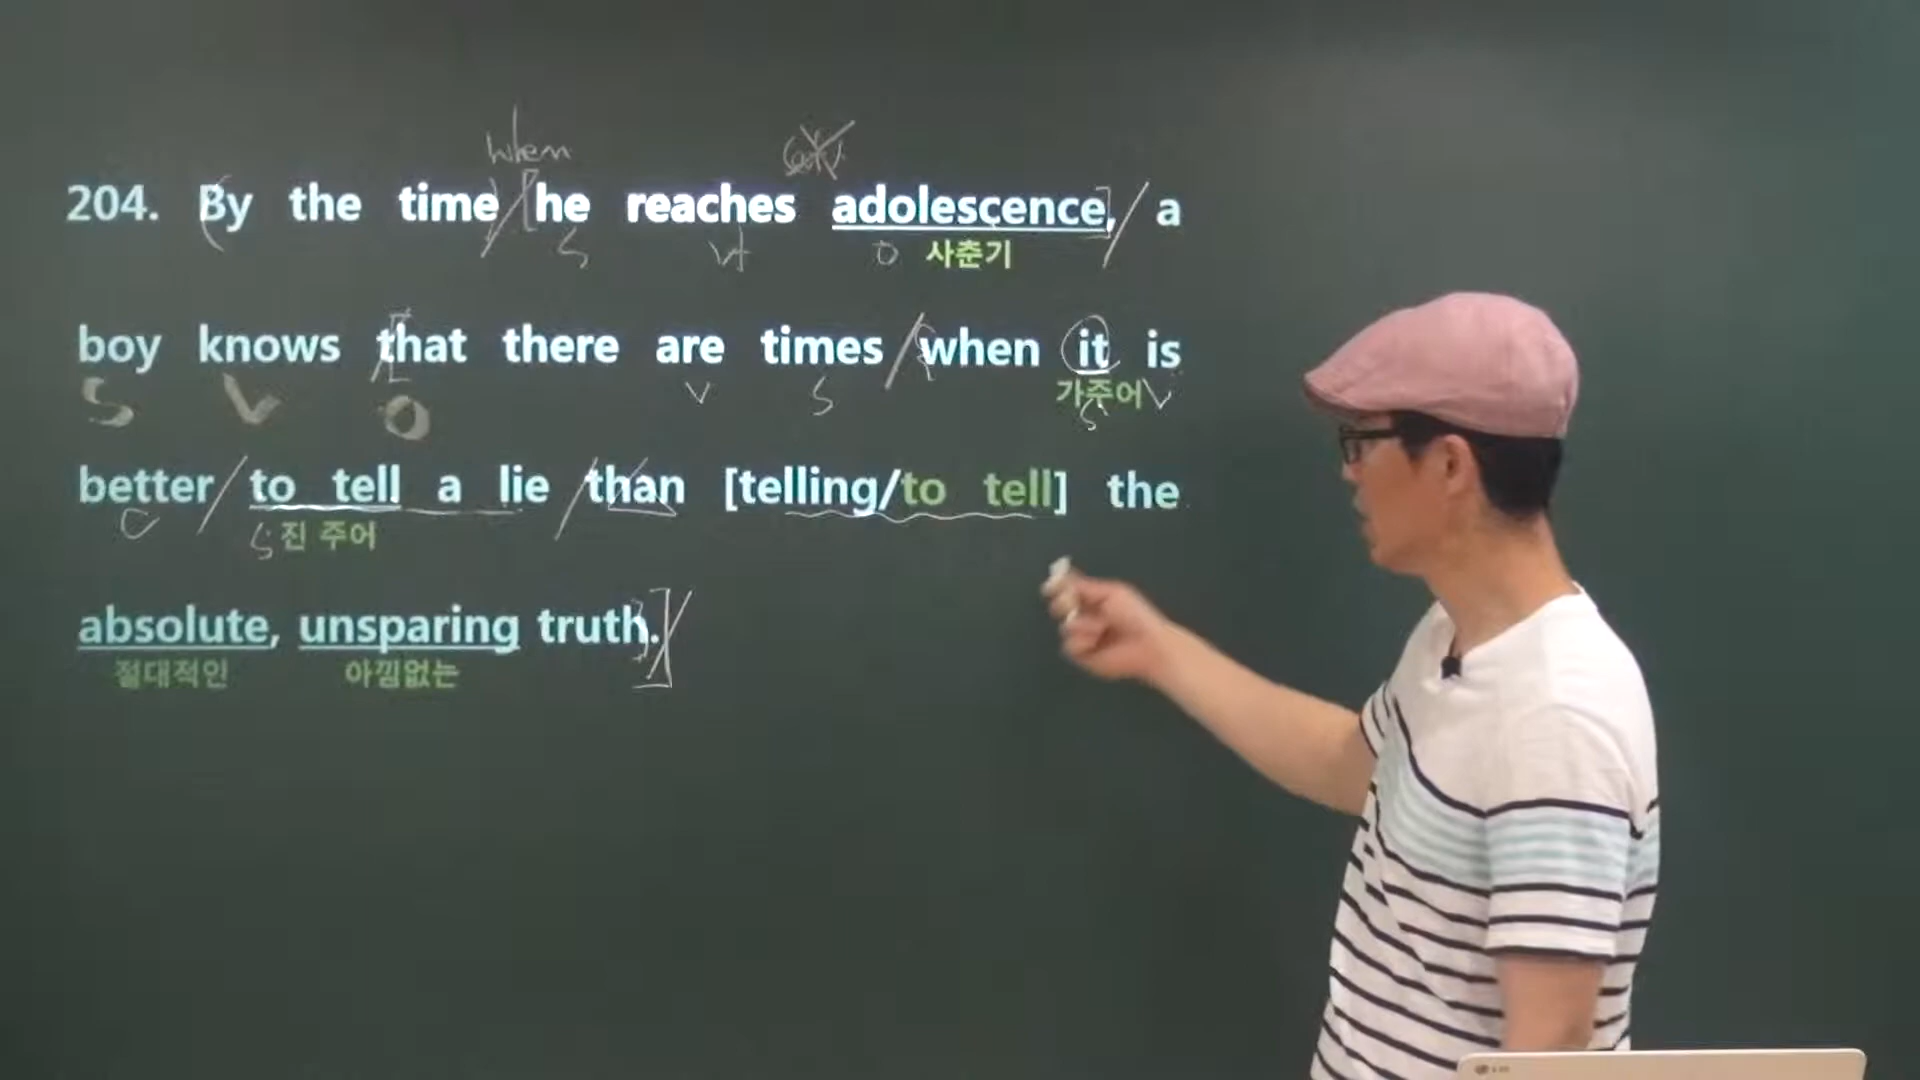 when
204. By the time he reaches adolescence, a
S vt O 사춘기
boy knows that there are times when it is
S V O V S 가주어 V
S
better to tell a lie than [telling/to tell] the
C S 진 주어
absolute, unsparing truth.
절대적인 아낌없는